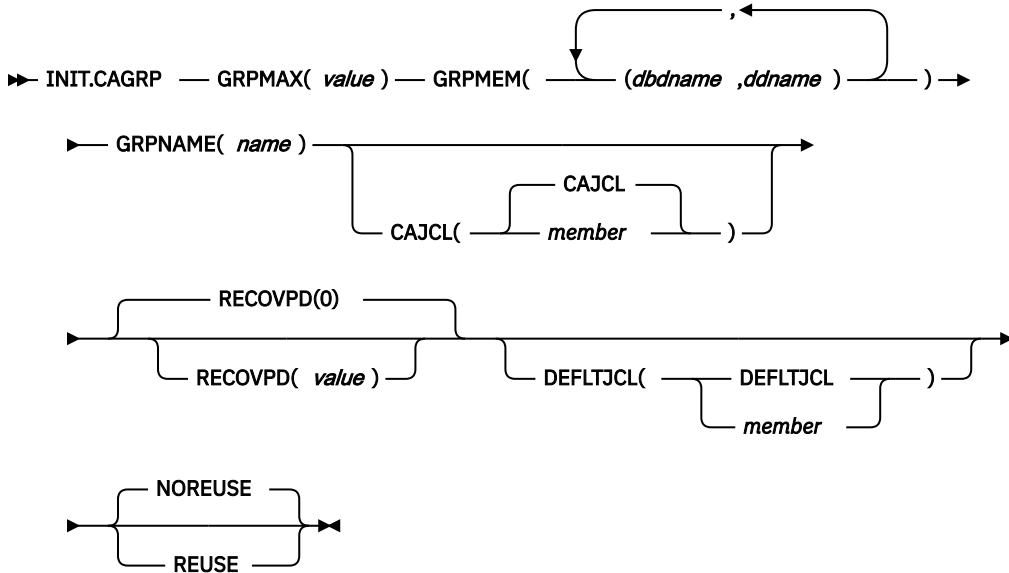 ,
INIT.CAGRP GRPMAX( value ) GRPMEM( (dbdname ,ddname ) )
GRPNAME( name )
CAJCL
CAJCL( member )
RECOVPD(0)
RECOVPD( value )
DEFLTJCL( DEFLTJCL )
member
NOREUSE
REUSE